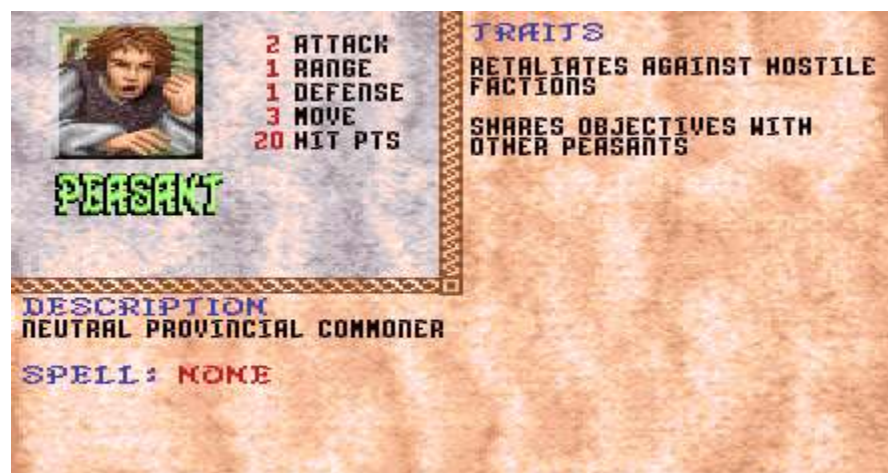 2 ATTACK
1 RANGE
1 DEFENSE
3 MOVE
20 HIT PTS
PEASANT
TRAITS
RETALIATES AGAINST HOSTILE
FACTIONS
SHARES OBJECTIVES WITH
OTHER PEASANTS
DESCRIPTION
NEUTRAL PROVINCIAL COMMONER
SPELL: NONE